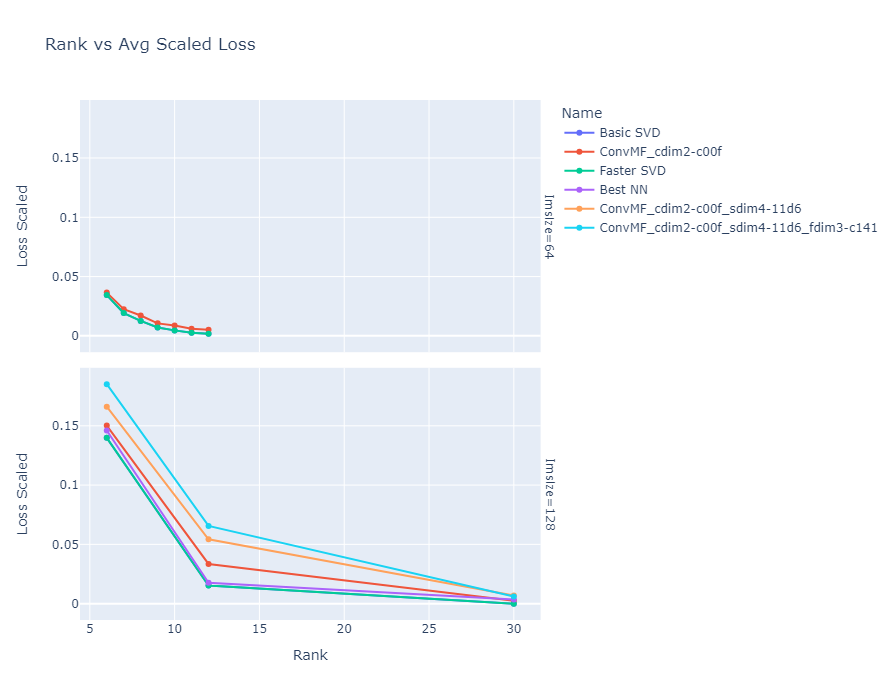 Rank vs Avg Scaled Loss
Name
Basic SVD
ConvMF_cdim2-c00f
Faster SVD
Best NN
ConvMF_cdim2-c00f_sdim4-11d6
ConvMF_cdim2-c00f_sdim4-11d6_fdim3-c141
Loss Scaled
0.15
0.1
0.05
0
Imsize=64
Loss Scaled
0.15
0.1
0.05
0
Imsize=128
5
10
15
20
25
30
Rank